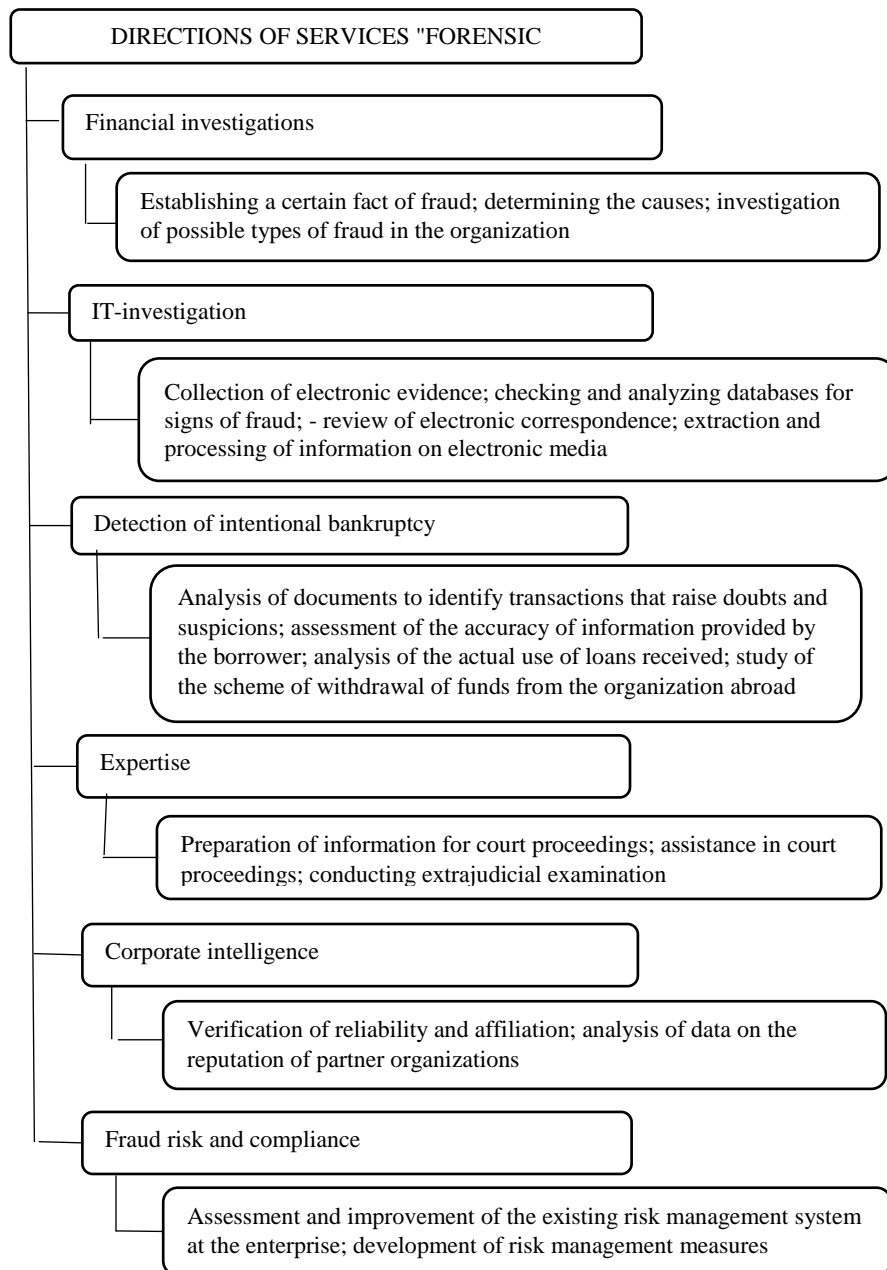 DIRECTIONS OF SERVICES "FORENSIC
Financial investigations
Establishing a certain fact of fraud; determining the causes; investigation
of possible types of fraud in the organization
IT-investigation
Collection of electronic evidence; checking and analyzing databases for
signs of fraud; - review of electronic correspondence; extraction and
processing of information on electronic media
Detection of intentional bankruptcy
Analysis of documents to identify transactions that raise doubts and
suspicions; assessment of the accuracy of information provided by
the borrower; analysis of the actual use of loans received; study of
the scheme of withdrawal of funds from the organization abroad
Expertise
Preparation of information for court proceedings; assistance in court
proceedings; conducting extrajudicial examination
Corporate intelligence
Verification of reliability and affiliation; analysis of data on the
reputation of partner organizations
Fraud risk and compliance
Assessment and improvement of the existing risk management system
at the enterprise; development of risk management measures